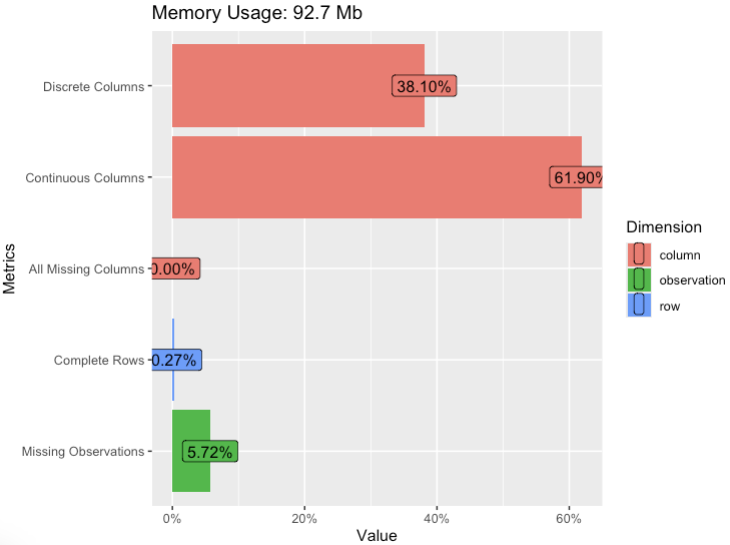 Memory Usage: 92.7 Mb
Metrics
Discrete Columns
38.10%
Continuous Columns
61.90%
All Missing Columns
0.00%
Complete Rows
0.27%
Missing Observations
5.72%
0%
20%
40%
60%
Value
Dimension
column
observation
row